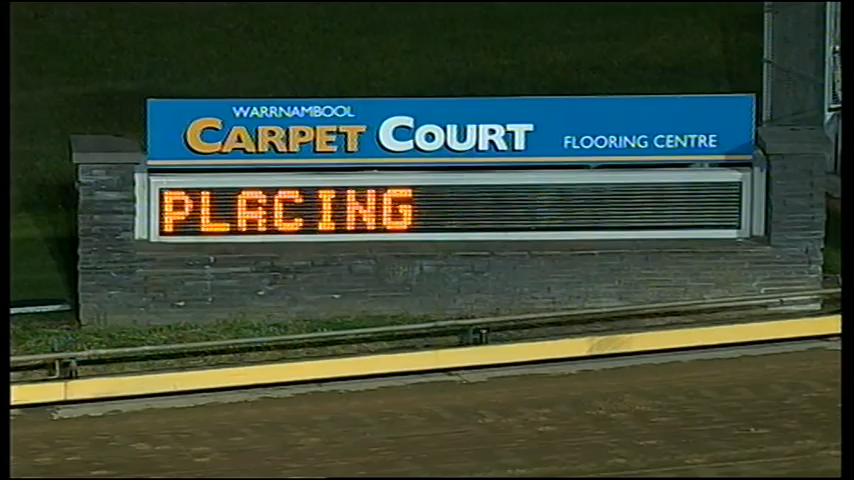 WARRNAMBOOL
CARPET COURT
FLOORING CENTRE
PLACING